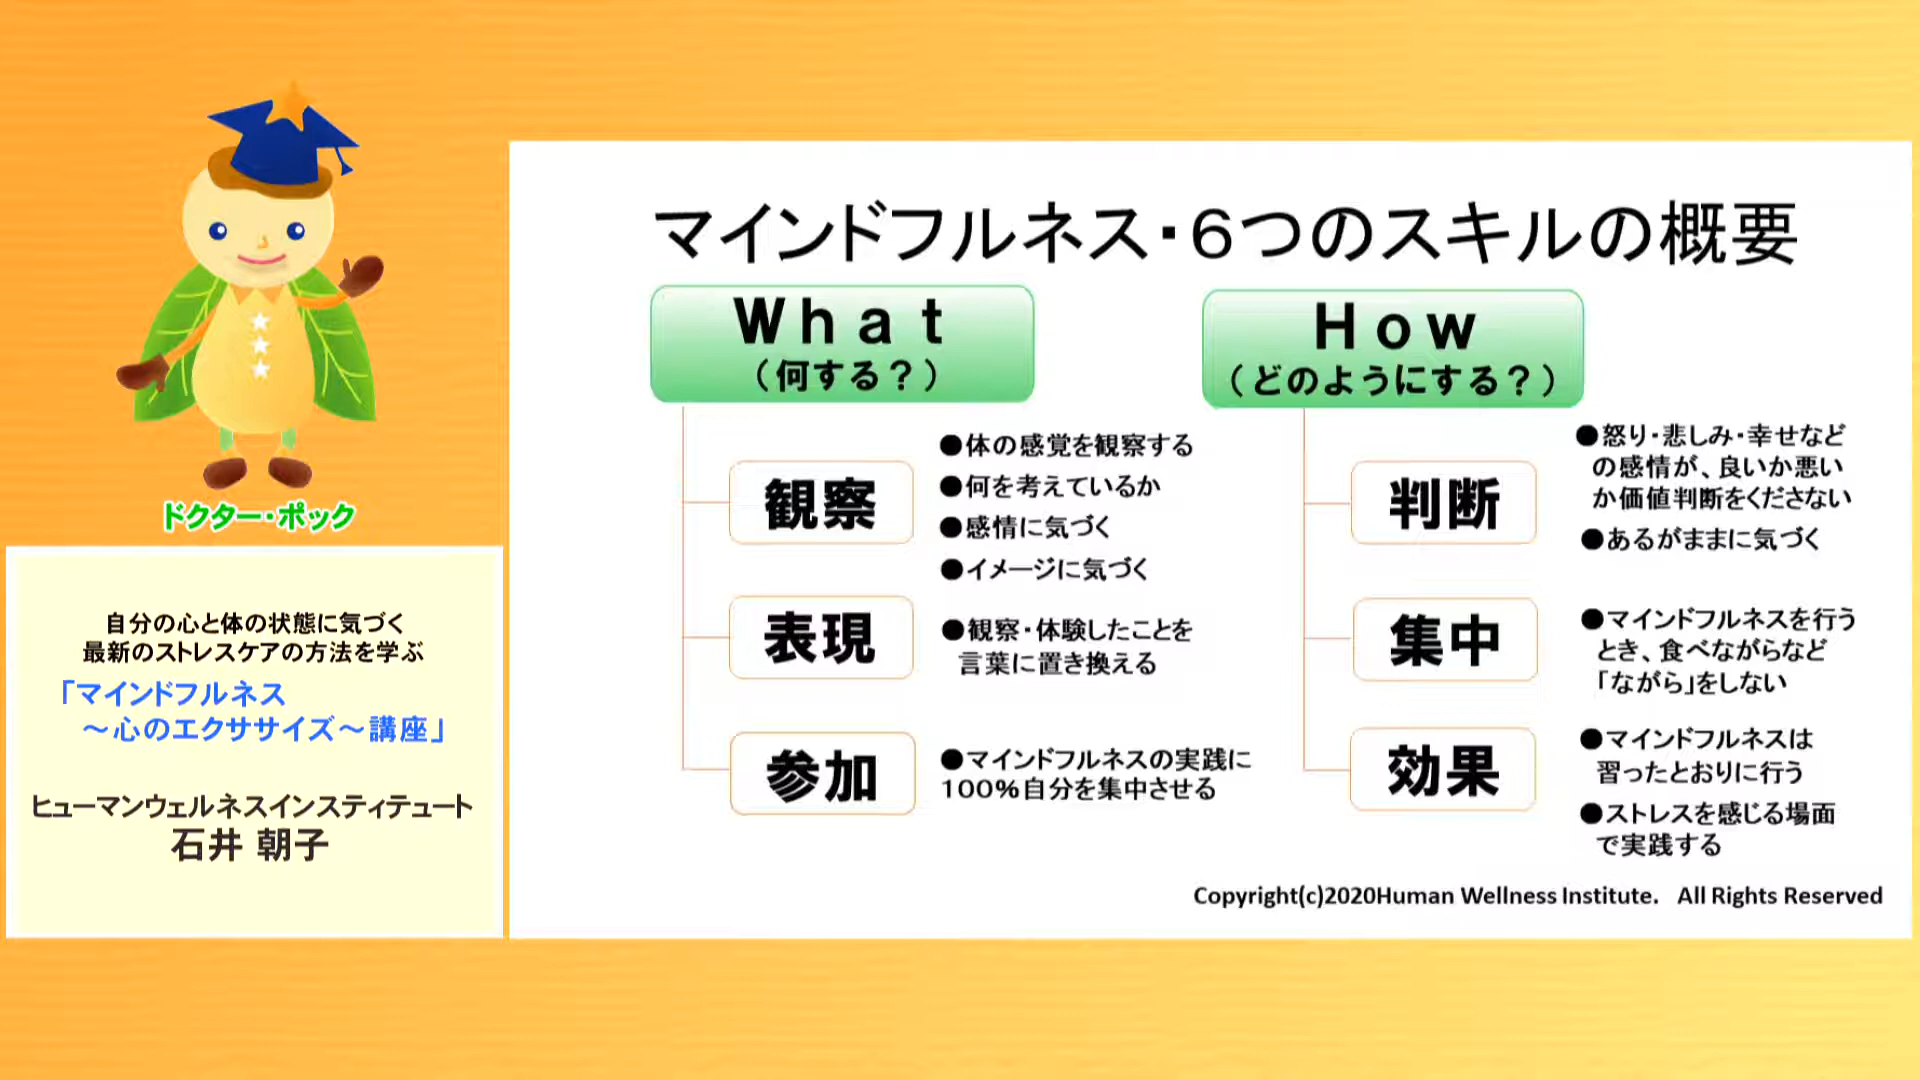 ドクター・ポック
自分の心と体の状態に気づく
最新のストレスケアの方法を学ぶ
「マインドフルネス
～心のエクササイズ～講座」
ヒューマンウェルネスインスティテュート
石井 朝子
マインドフルネス・６つのスキルの概要
Ｗｈａｔ
（何する？）
観察
●体の感覚を観察する
●何を考えているか
●感情に気づく
●イメージに気づく
表現
●観察・体験したことを
言葉に置き換える
参加
●マインドフルネスの実践に
100%自分を集中させる
Ｈｏｗ
（どのようにする？）
判断
●怒り・悲しみ・幸せなど
の感情が、良いか悪い
か価値判断をくださない
●あるがままに気づく
集中
●マインドフルネスを行う
とき、食べながらなど
「ながら」をしない
効果
●マインドフルネスは
習ったとおりに行う
●ストレスを感じる場面
で実践する
Copyright(c)2020Human Wellness Institute. All Rights Reserved